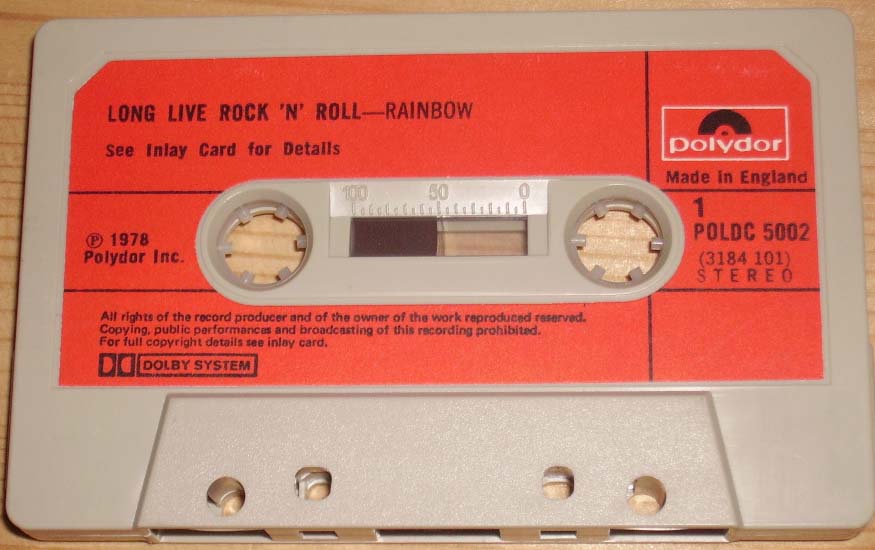 LONG LIVE ROCK 'N' ROLL—RAINBOW
See Inlay Card for Details
polydor
Made in England
100 50 0
1
POLDC 5002
(3184 101)
STEREO
℗ 1978
Polydor Inc.
All rights of the record producer and of the owner of the work reproduced reserved.
Copying, public performances and broadcasting of this recording prohibited.
For full copyright details see inlay card.
DOLBY SYSTEM